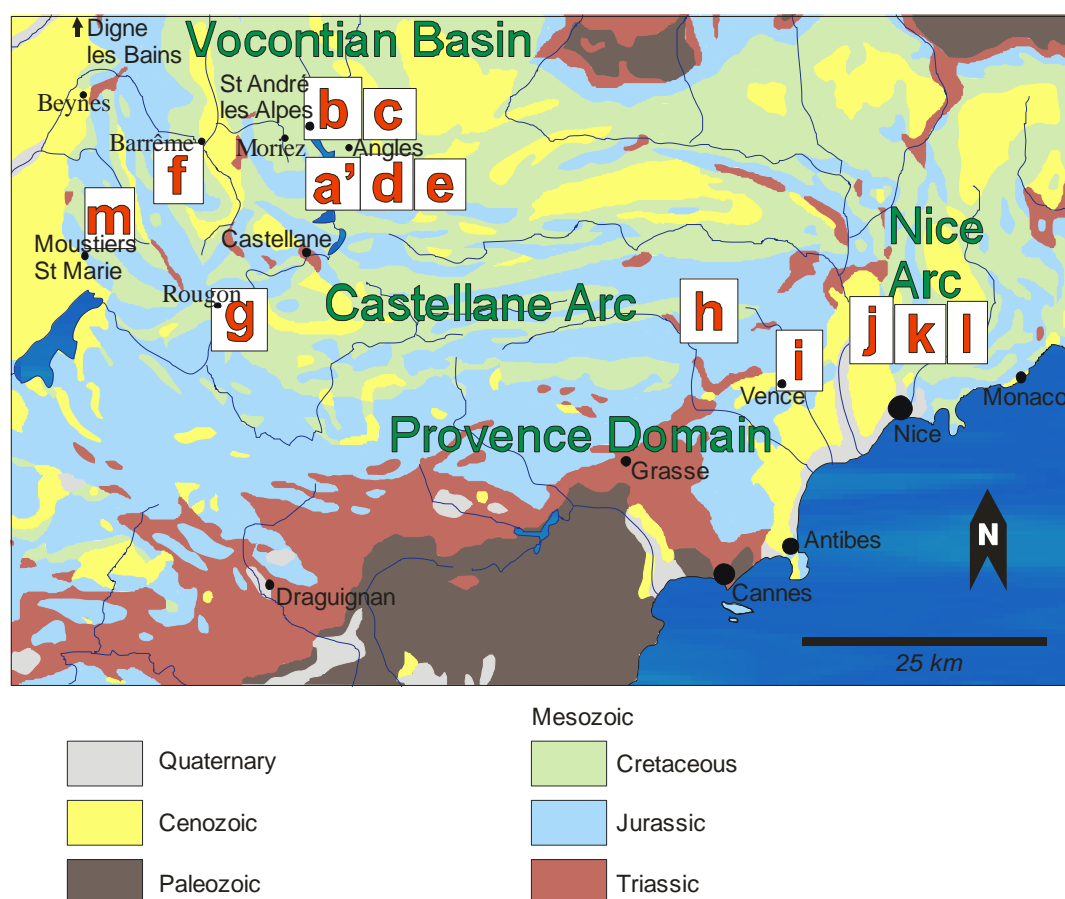 Digne
les Bains
Vocontian Basin
St André
les Alpes
b
c
Beynes
Barrême
Moriez
Angles
f
a’
d
e
m
Moustiers
St Marie
Castellane
Nice
Arc
Rougon
g
Castellane Arc
h
j
k
l
i
Vence
Monaco
Nice
Provence Domain
Grasse
N
Antibes
Cannes
Draguignan
25 km
Mesozoic
Quaternary
Cretaceous
Cenozoic
Jurassic
Paleozoic
Triassic